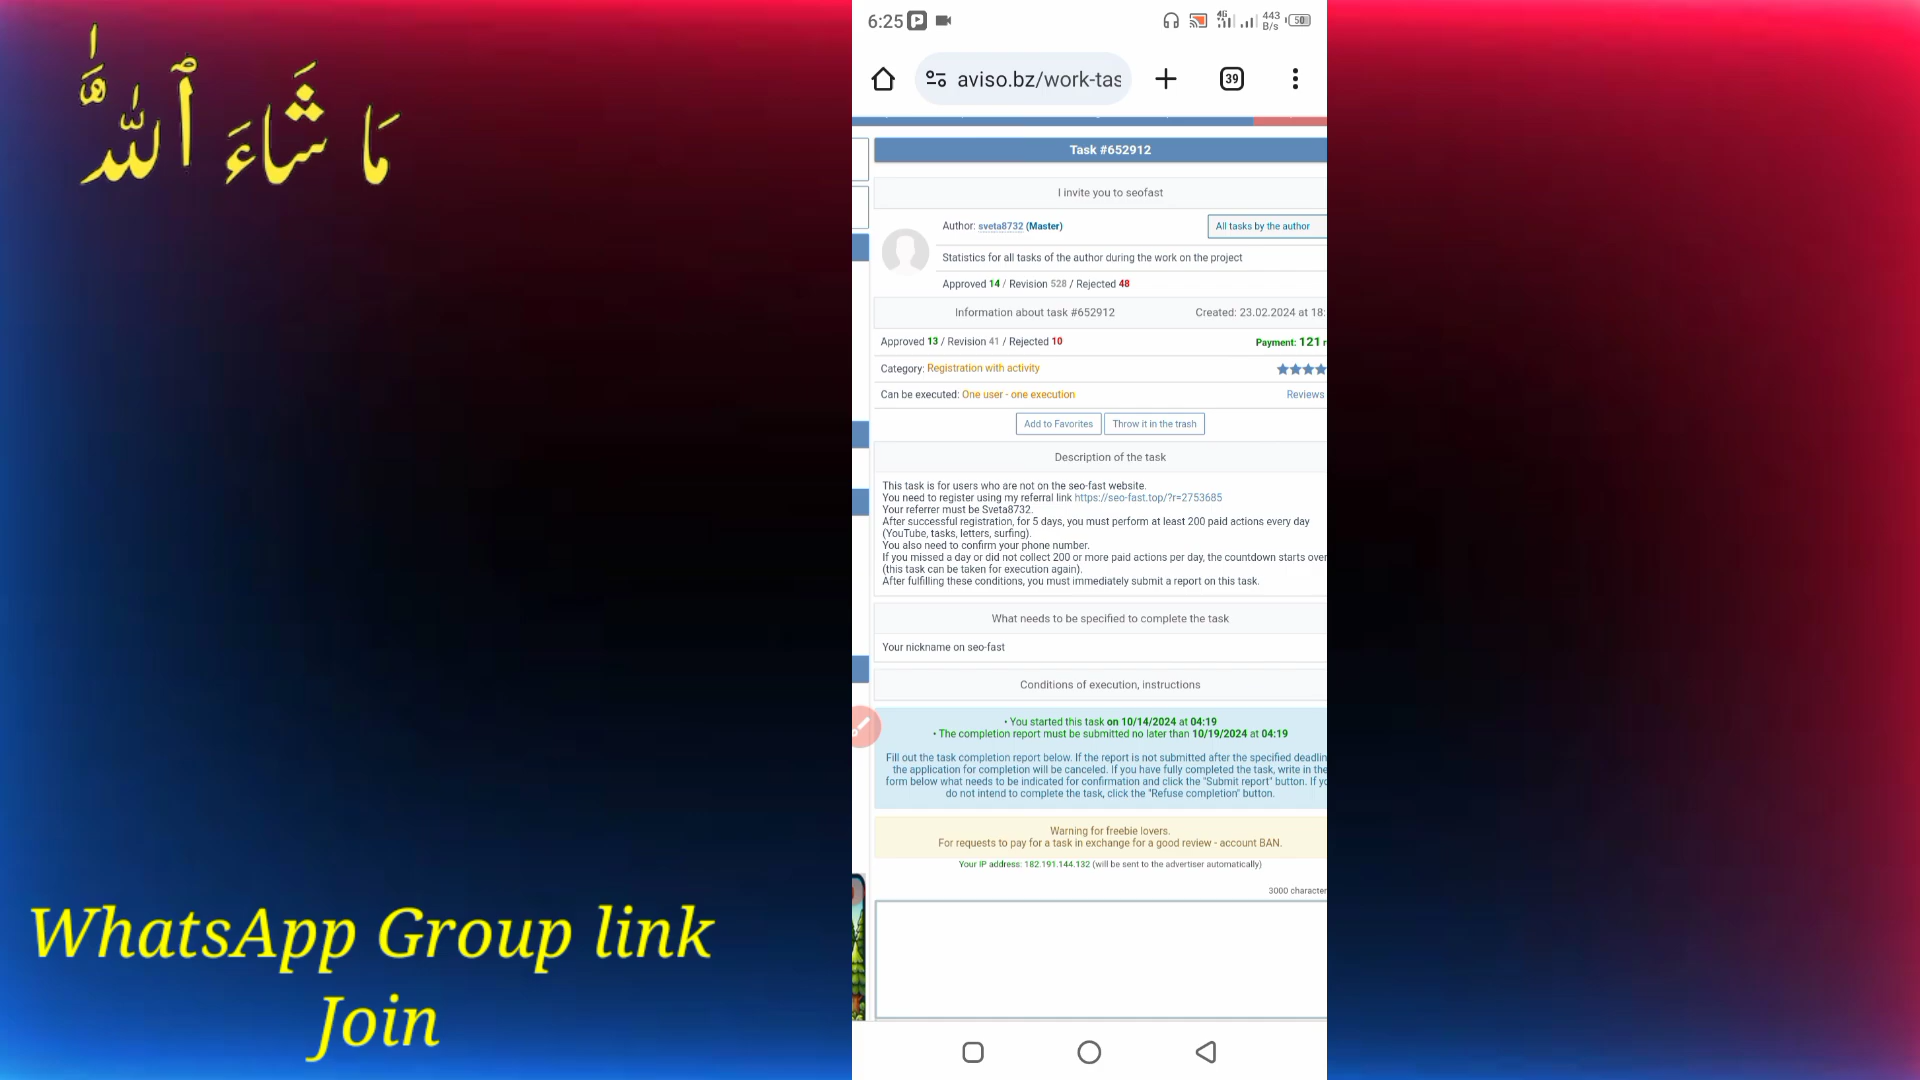 مَا شَاءَ ٱللَّٰهُ
WhatsApp Group link
Join
6:25
4G
443
B/s
50
aviso.bz/work-tas
39
Task #652912
I invite you to seofast
Author: sveta8732 (Master)
All tasks by the author
Statistics for all tasks of the author during the work on the project
Approved 14 / Revision 528 / Rejected 48
Information about task #652912
Created: 23.02.2024 at 18:
Approved 13 / Revision 41 / Rejected 10
Payment: 121 r
Category: Registration with activity
Can be executed: One user - one execution
Reviews
Add to Favorites
Throw it in the trash
Description of the task
This task is for users who are not on the seo-fast website.
You need to register using my referral link https://seo-fast.top/?r=2753685
Your referrer must be Sveta8732.
After successful registration, for 5 days, you must perform at least 200 paid actions every day
(YouTube, tasks, letters, surfing).
You also need to confirm your phone number.
If you missed a day or did not collect 200 or more paid actions per day, the countdown starts over
(this task can be taken for execution again).
After fulfilling these conditions, you must immediately submit a report on this task.
What needs to be specified to complete the task
Your nickname on seo-fast
Conditions of execution, instructions
• You started this task on 10/14/2024 at 04:19
• The completion report must be submitted no later than 10/19/2024 at 04:19
Fill out the task completion report below. If the report is not submitted after the specified deadlin
the application for completion will be canceled. If you have fully completed the task, write in the
form below what needs to be indicated for confirmation and click the "Submit report" button. If yo
do not intend to complete the task, click the "Refuse completion" button.
Warning for freebie lovers.
For requests to pay for a task in exchange for a good review - account BAN.
Your IP address: 182.191.144.132 (will be sent to the advertiser automatically)
3000 character